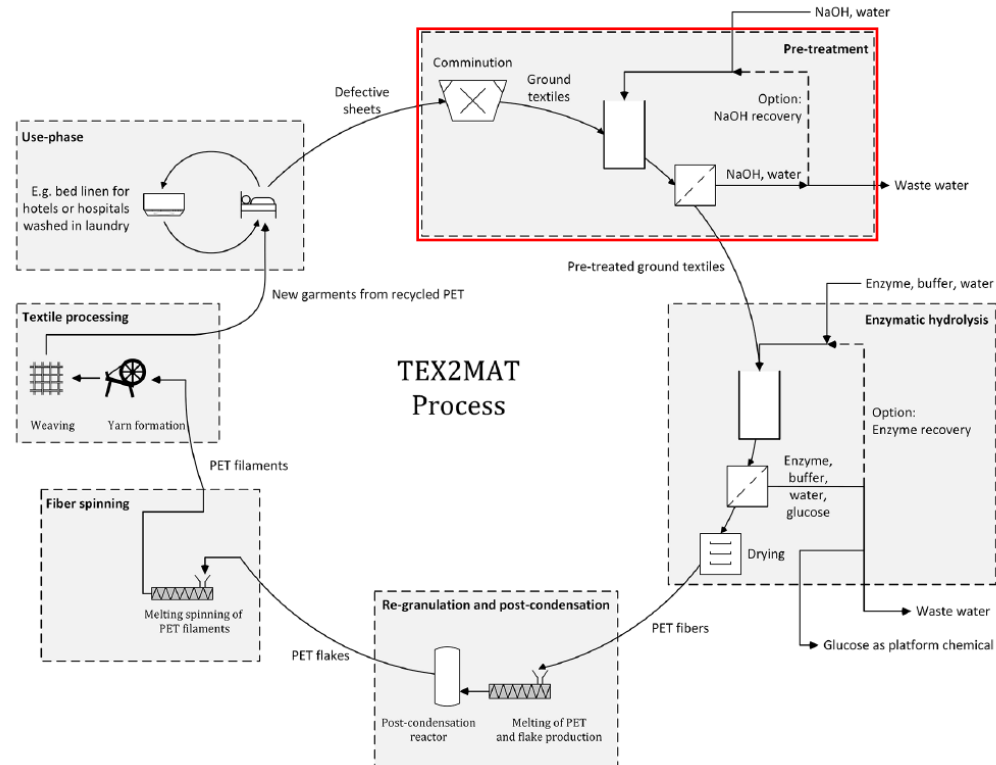 NaOH, water
Pre-treatment
Comminution
Ground
textiles
Option:
NaOH recovery
NaOH, water
Waste water
Defective
sheets
Use-phase
E.g. bed linen for
hotels or hospitals
washed in laundry
Pre-treated ground textiles
New garments from recycled PET
Enzyme, buffer, water
Enzymatic hydrolysis
Textile processing
Weaving
Yarn formation
TEX2MAT
Process
Option:
Enzyme recovery
Enzyme,
buffer,
water,
glucose
Drying
PET filaments
Fiber spinning
Melting spinning of
PET filaments
Waste water
Glucose as platform chemical
PET fibers
Re-granulation and post-condensation
PET flakes
Post-condensation
reactor
Melting of PET
and flake production